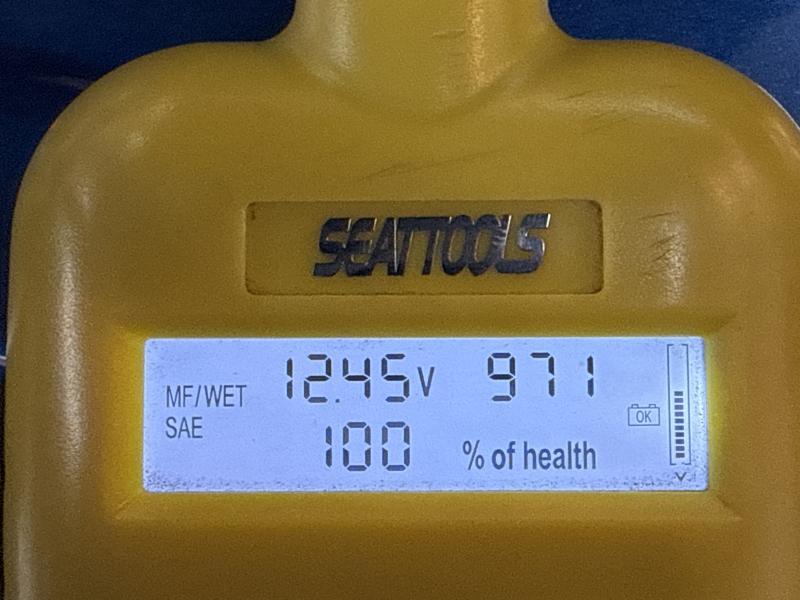 SEATTOOLS
MF/WET 12.45V 971
SAE 100 % of health
OK